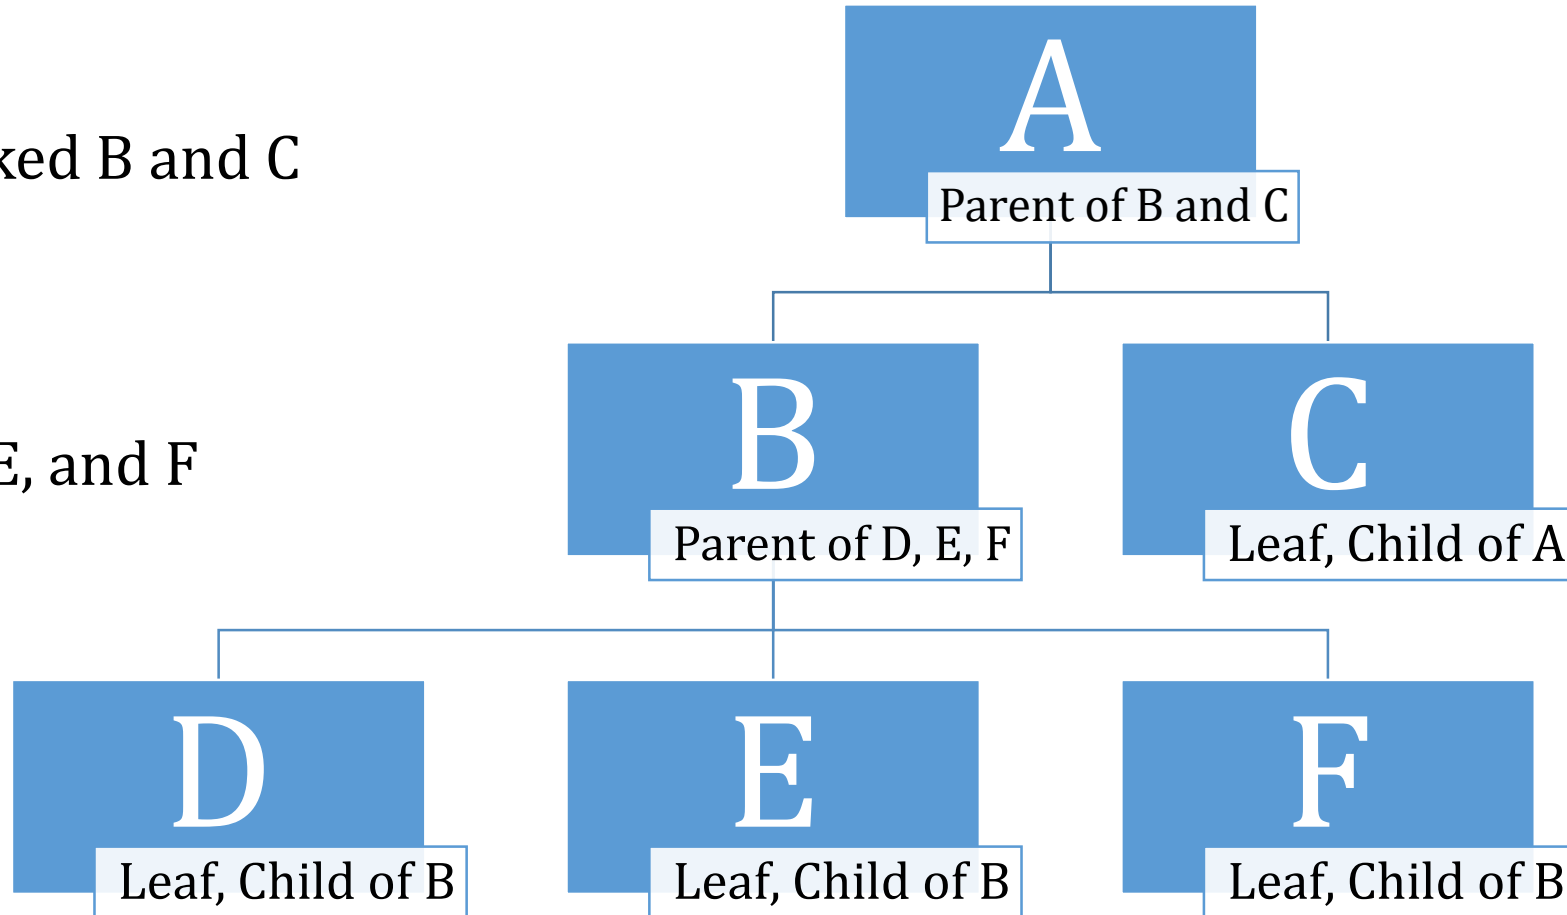 A
Parent of B and C
ked B and C
B
Parent of D, E, F
C
Leaf, Child of A
E, and F
D
Leaf, Child of B
E
Leaf, Child of B
F
Leaf, Child of B